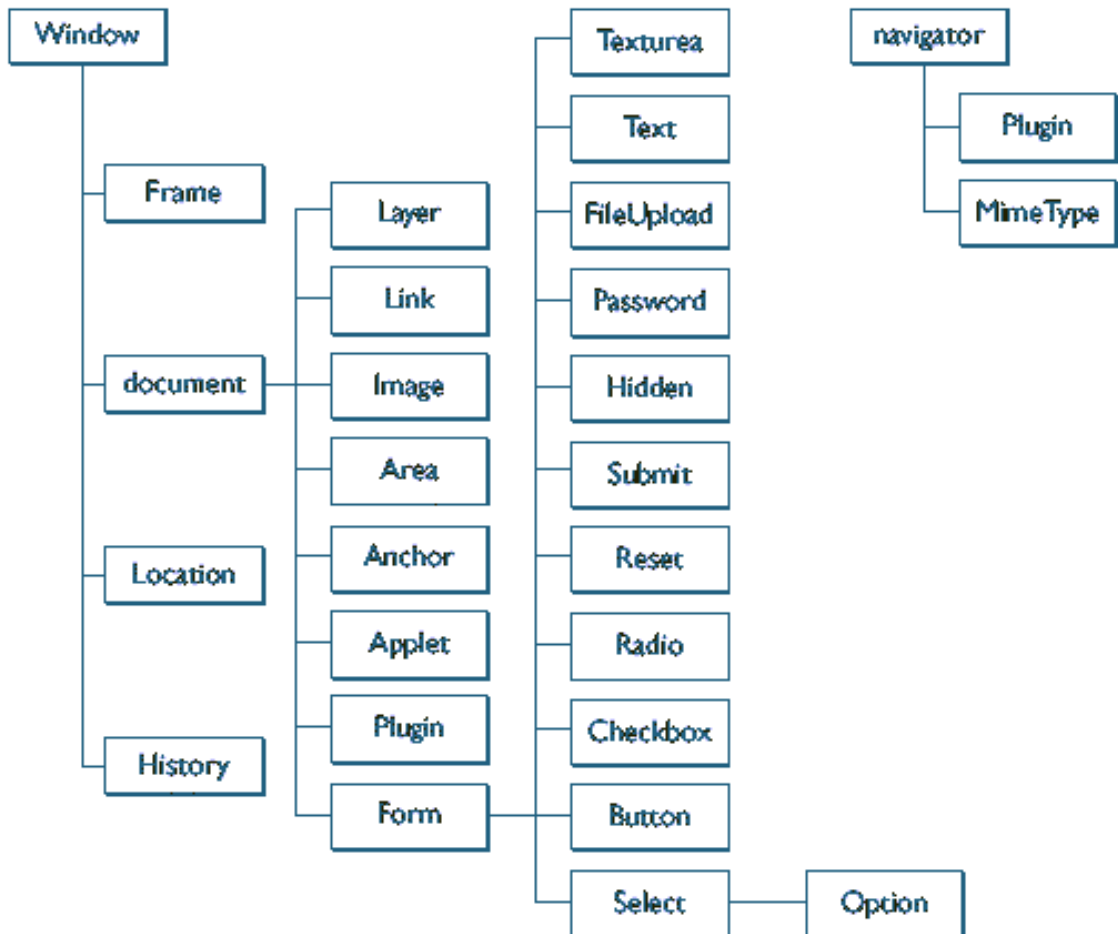 Window
Frame
document
Location
History
Layer
Link
Image
Area
Anchor
Applet
Plugin
Form
Texturea
Text
FileUpload
Password
Hidden
Submit
Reset
Radio
Checkbox
Button
Select
Option
navigator
Plugin
MimeType